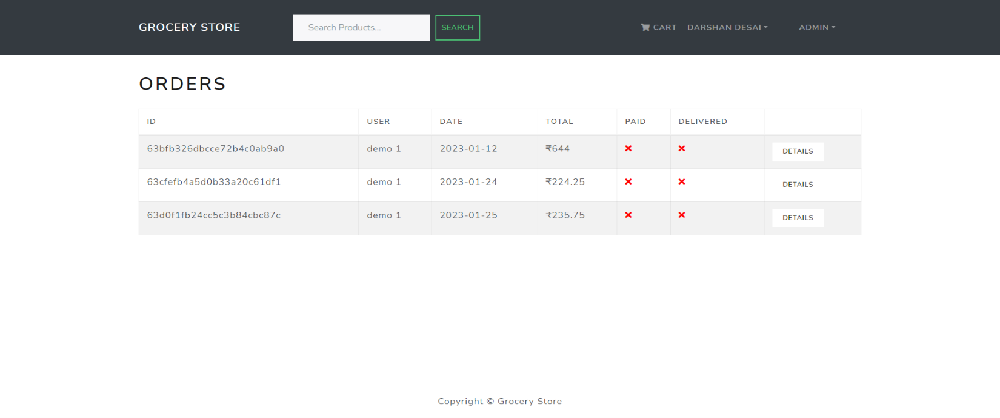 GROCERY STORE Search Products... SEARCH CART DARSHAN DESAI ADMIN
ORDERS
ID USER DATE TOTAL PAID DELIVERED
63bfb326dbcce72b4c0ab9a0 demo 1 2023-01-12 ₹644 DETAILS
63cfefb4a5d0b33a20c61df1 demo 1 2023-01-24 ₹224.25 DETAILS
63d0f1fb24cc5c3b84cbc87c demo 1 2023-01-25 ₹235.75 DETAILS
Copyright © Grocery Store